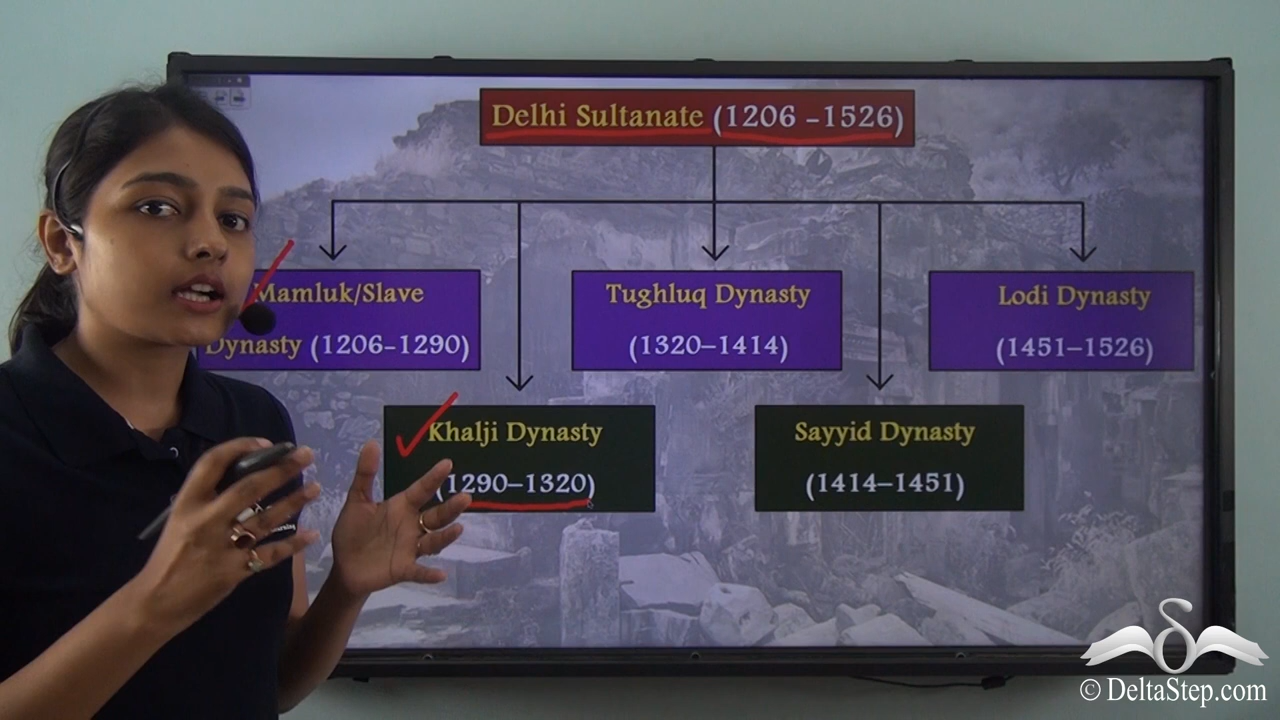 Delhi Sultanate (1206 -1526)
Mamluk/Slave
Dynasty (1206-1290)
Tughluq Dynasty
(1320–1414)
Lodi Dynasty
(1451–1526)
Khalji Dynasty
(1290–1320)
Sayyid Dynasty
(1414–1451)
© DeltaStep.com